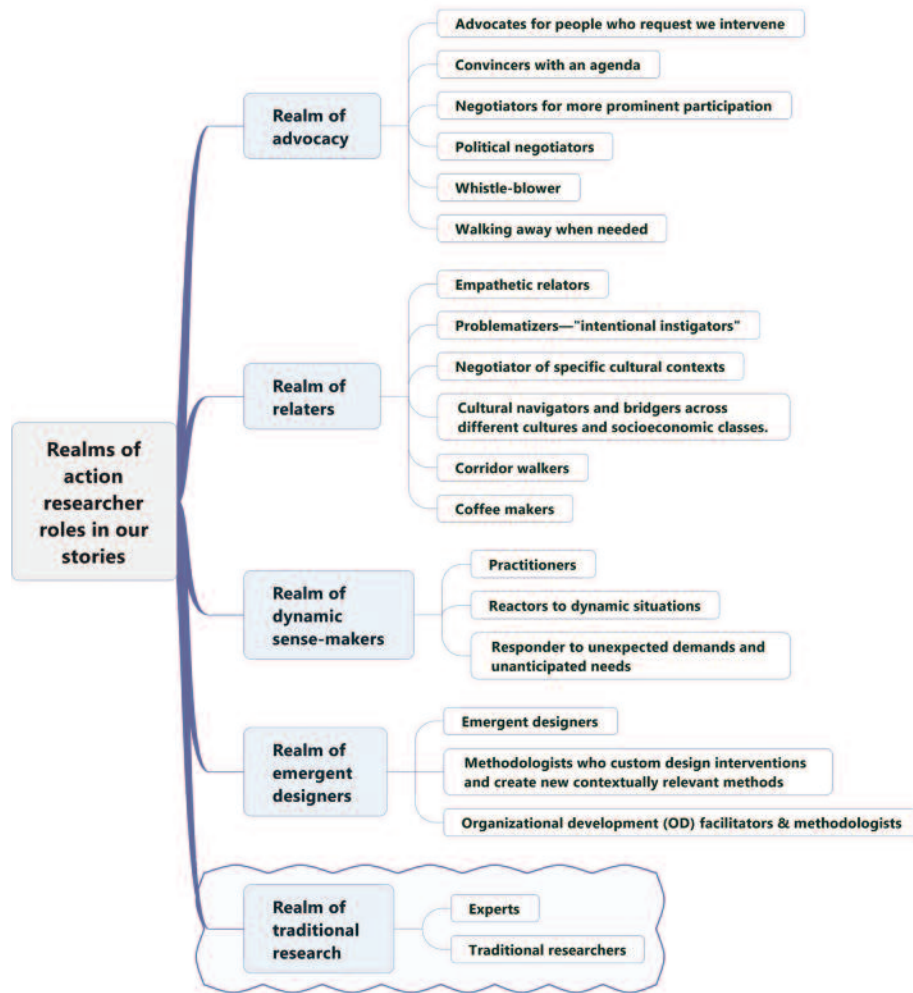 Realms of
action
researcher
roles in our
stories
Realm of
advocacy
Advocates for people who request we intervene
Convincers with an agenda
Negotiators for more prominent participation
Political negotiators
Whistle-blower
Walking away when needed
Realm of
relaters
Empathetic relators
Problematizers—"intentional instigators"
Negotiator of specific cultural contexts
Cultural navigators and bridgers across
different cultures and socioeconomic classes.
Corridor walkers
Coffee makers
Realm of
dynamic
sense-makers
Practitioners
Reactors to dynamic situations
Responder to unexpected demands and
unanticipated needs
Realm of
emergent
designers
Emergent designers
Methodologists who custom design interventions
and create new contextually relevant methods
Organizational development (OD) facilitators & methodologists
Realm of
traditional
research
Experts
Traditional researchers